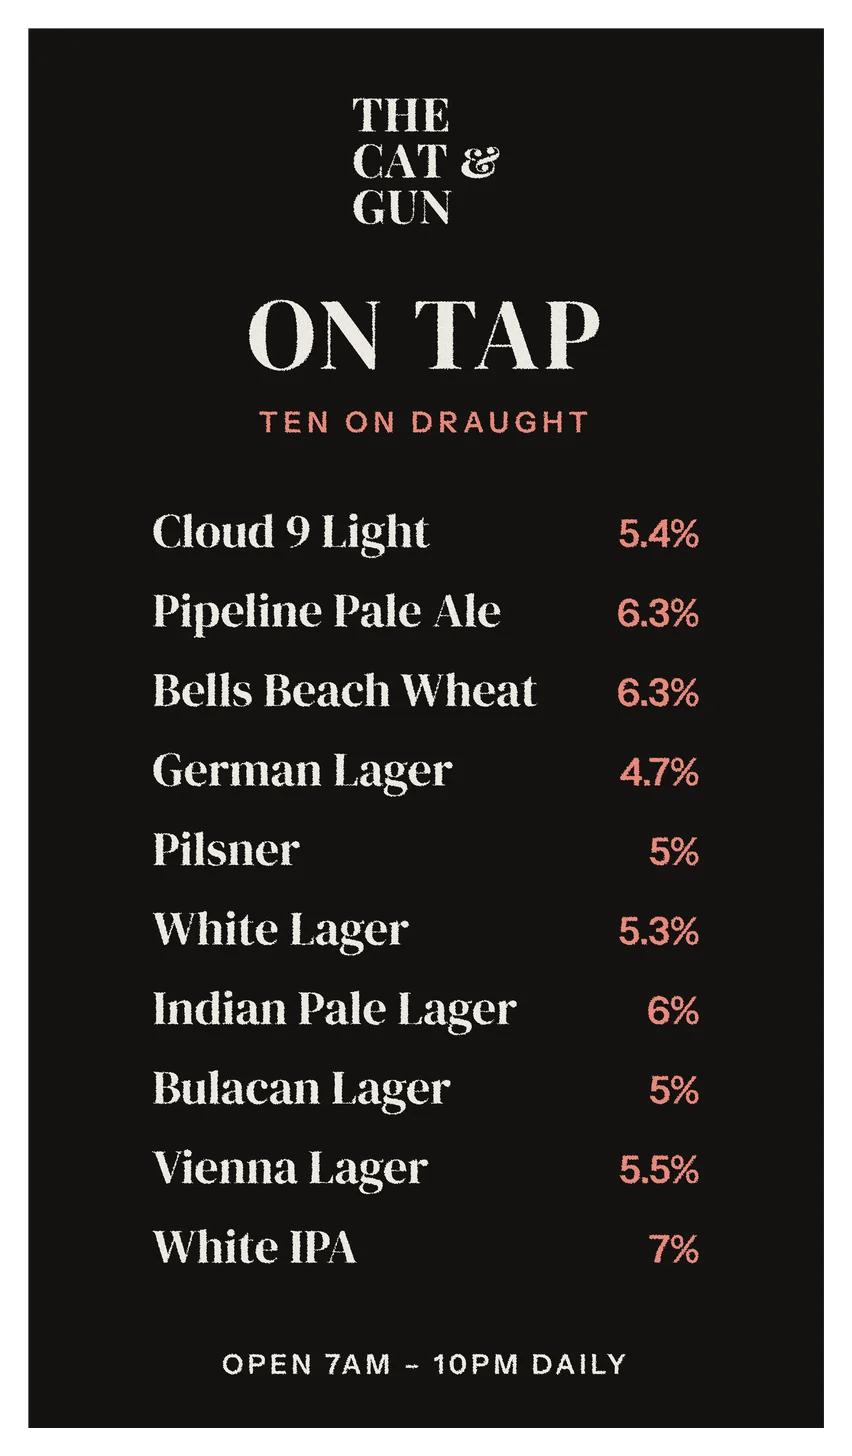 THE
CAT &
GUN
ON TAP
TEN ON DRAUGHT
Cloud 9 Light 5.4%
Pipeline Pale Ale 6.3%
Bells Beach Wheat 6.3%
German Lager 4.7%
Pilsner 5%
White Lager 5.3%
Indian Pale Lager 6%
Bulacan Lager 5%
Vienna Lager 5.5%
White IPA 7%
OPEN 7AM – 10PM DAILY